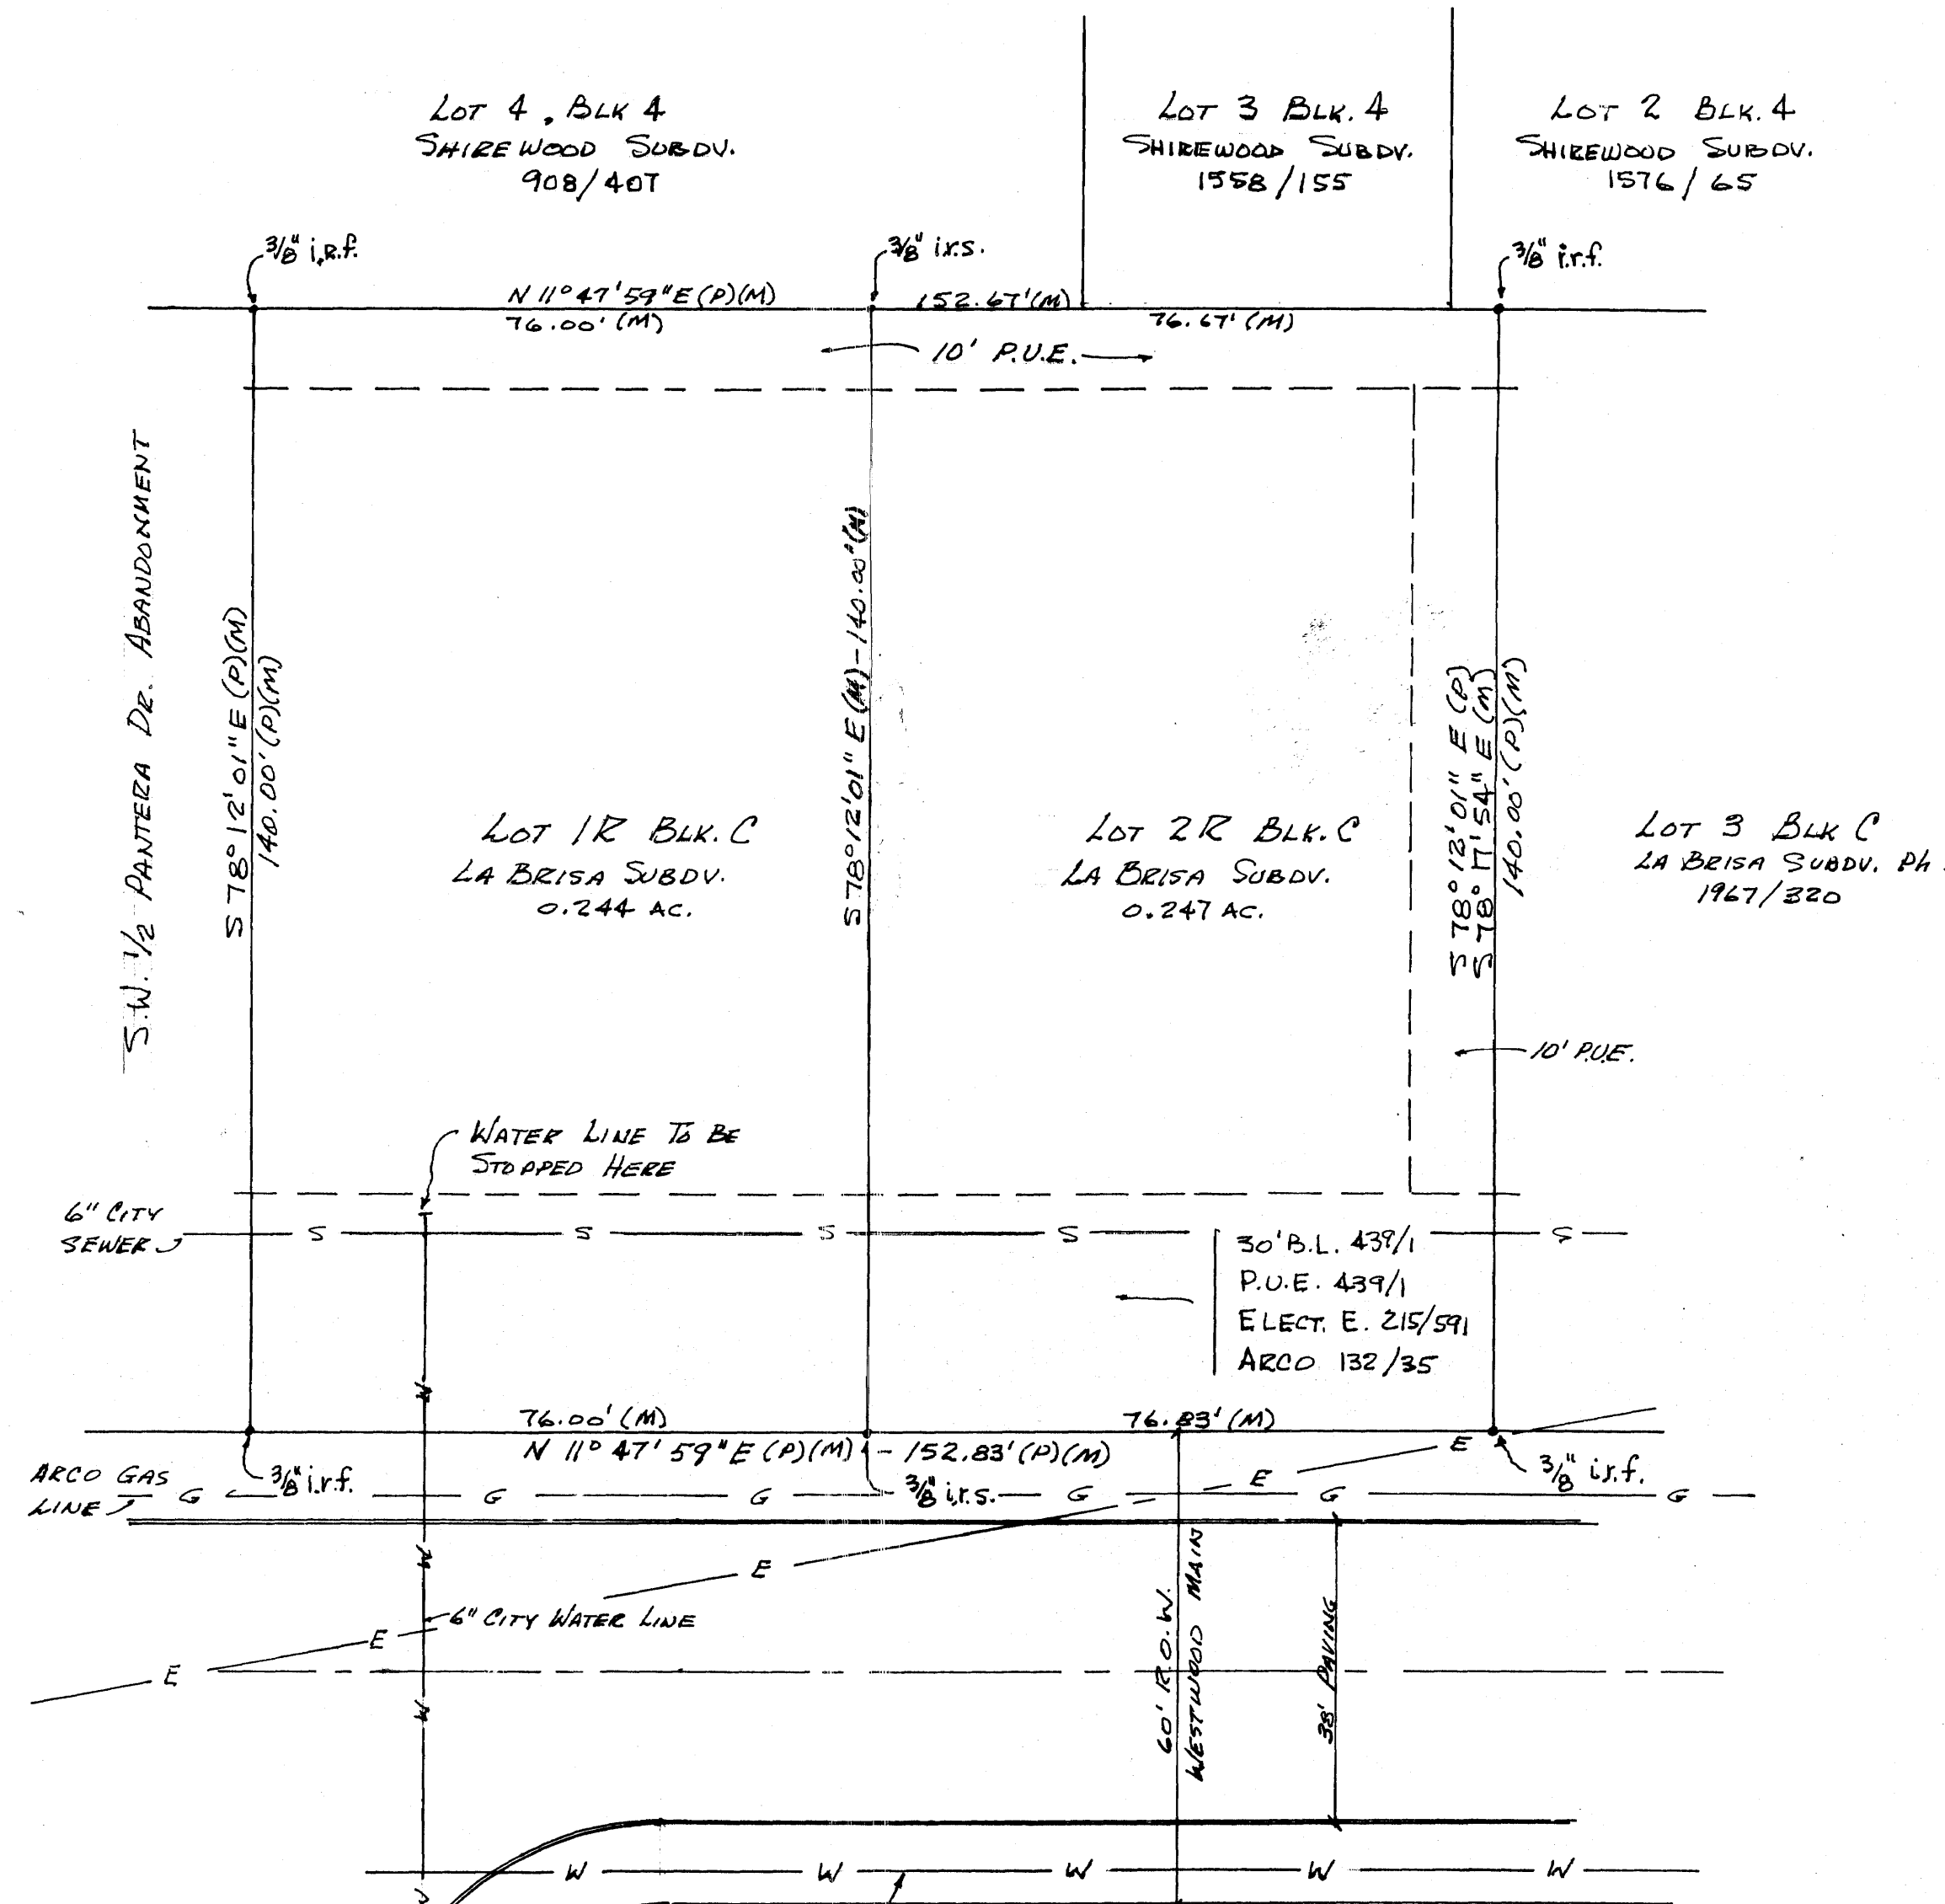 LOT 4, BLK 4
SHIREWOOD SUBDV.
908/407
LOT 3 BLK. 4
SHIREWOOD SUBDV.
1558/155
LOT 2 BLK. 4
SHIREWOOD SUBDV.
1576/65
3/8" i.r.f.
3/8" i.r.s.
3/8" i.r.f.
N 11° 47' 59" E (P)(M)
152.67' (M)
76.00' (M)
76.67' (M)
10' P.U.E.
S.W. 1/2 PANTERA DR. ABANDONMENT
S 78° 12' 01" E (P)(M)
140.00' (P)(M)
S 78° 12' 01" E (M) - 140.00' (M)
S 78° 12' 01" E (P)
S 78° 17' 54" E (M)
140.00' (P)(M)
LOT 1R BLK. C
LA BRISA SUBDV.
0.244 AC.
LOT 2R BLK. C
LA BRISA SUBDV.
0.247 AC.
LOT 3 BLK C
LA BRISA SUBDV. Ph.
1967/320
10' P.U.E.
WATER LINE TO BE
STOPPED HERE
6" CITY
SEWER
S S S S S
30' B.L. 439/1
P.U.E. 439/1
ELECT. E. 215/591
ARCO 132/35
W
76.00' (M)
76.83' (M)
N 11° 47' 59" E (P)(M) - 152.83' (P)(M)
E
E
3/8" i.r.f.
3/8" i.r.s.
3/8" i.r.f.
ARCO GAS
LINE
G G G G G G
W
E
6" CITY WATER LINE
E
E
W
60' R.O.W.
WESTWOOD MAIN
38' PAVING
W W W W W
W